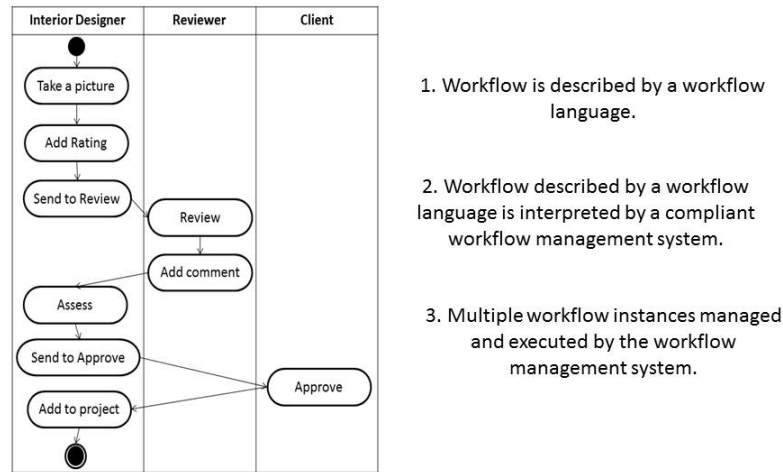 Interior Designer Reviewer Client
Take a picture
Add Rating
Send to Review
Review
Add comment
Assess
Send to Approve
Approve
Add to project
1. Workflow is described by a workflow
language.
2. Workflow described by a workflow
language is interpreted by a compliant
workflow management system.
3. Multiple workflow instances managed
and executed by the workflow
management system.